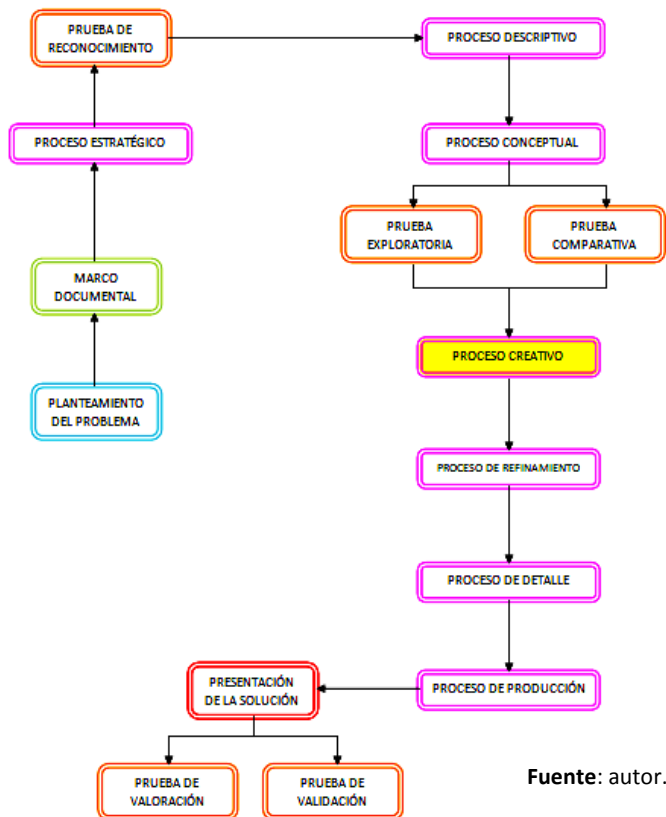 PRUEBA DE
RECONOCIMIENTO
PROCESO DESCRIPTIVO
PROCESO ESTRATÉGICO
PROCESO CONCEPTUAL
PRUEBA
EXPLORATORIA
PRUEBA
COMPARATIVA
MARCO
DOCUMENTAL
PROCESO CREATIVO
PLANTEAMIENTO
DEL PROBLEMA
PROCESO DE REFINAMIENTO
PROCESO DE DETALLE
PRESENTACIÓN
DE LA SOLUCIÓN
PROCESO DE PRODUCCIÓN
PRUEBA DE
VALORACIÓN
PRUEBA DE
VALIDACIÓN
Fuente: autor.